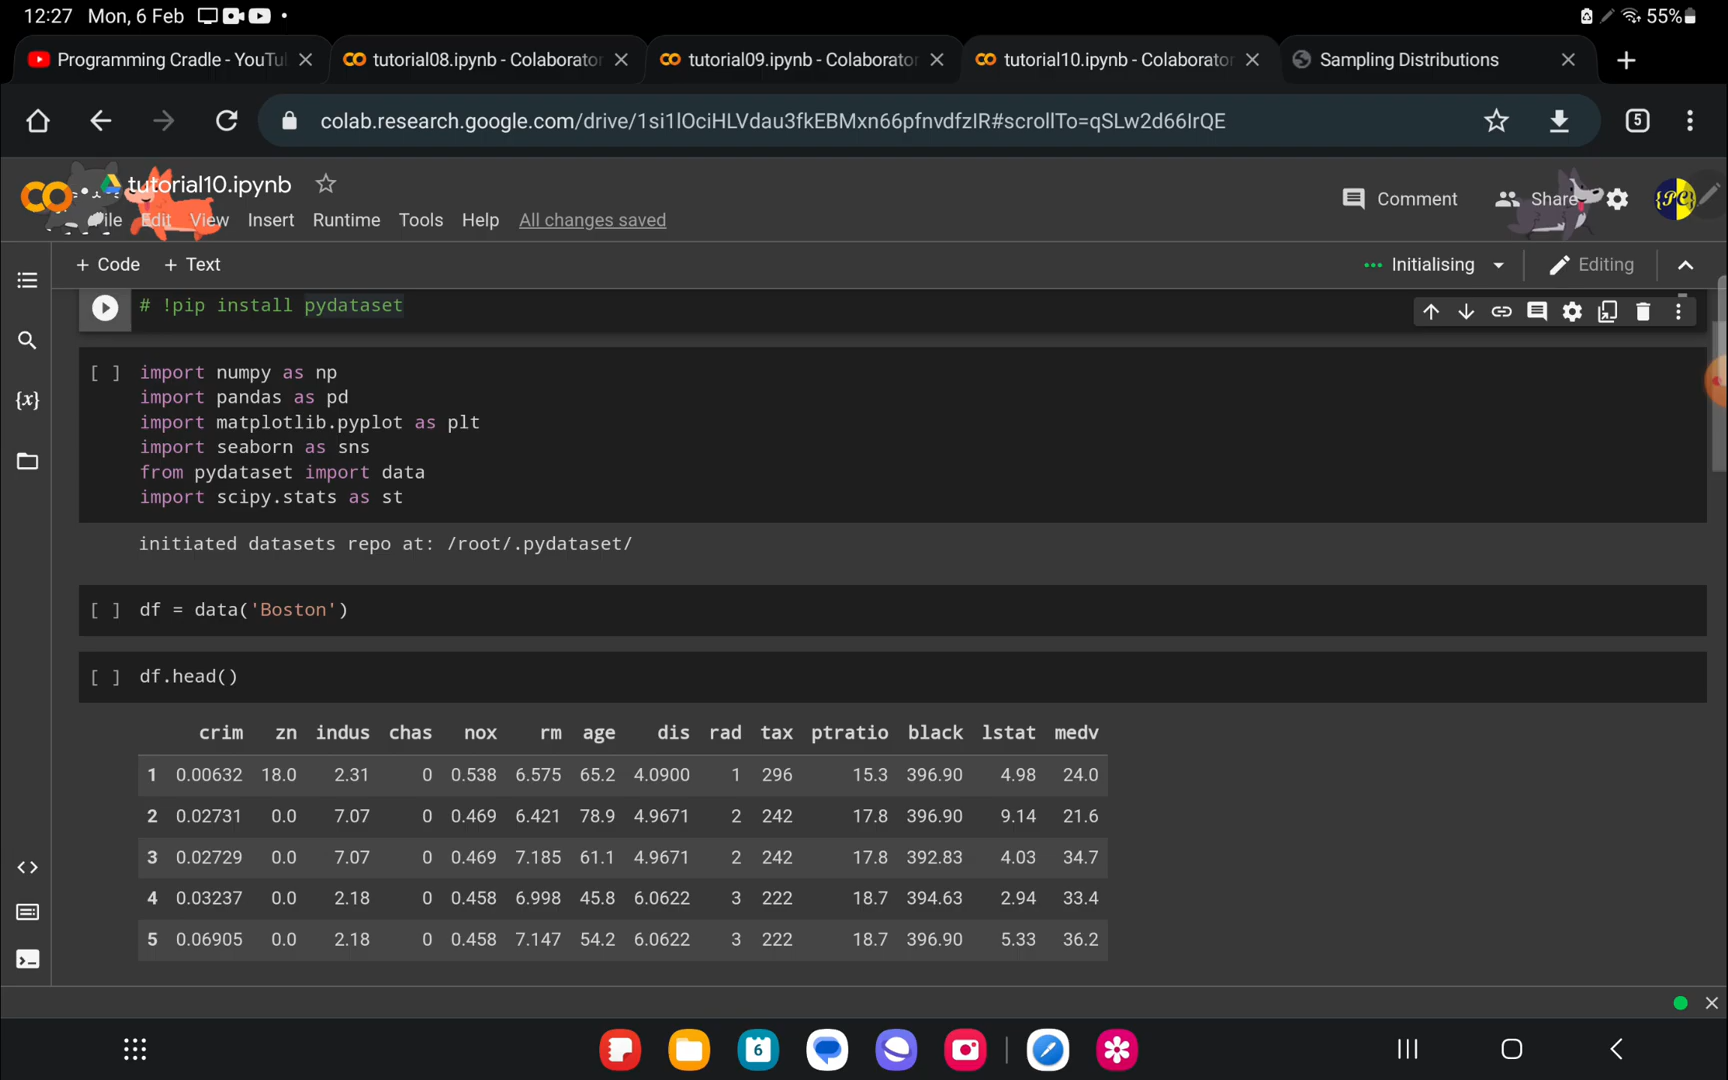 12:27 Mon, 6 Feb 55%
Programming Cradle - YouTu
tutorial08.ipynb - Colaborator
tutorial09.ipynb - Colaborator
tutorial10.ipynb - Colaborator
Sampling Distributions
colab.research.google.com/drive/1si1lOciHLVdau3fkEBMxn66pfnvdfzIR#scrollTo=qSLw2d66IrQE
5
tutorial10.ipynb
Comment Share
File Edit View Insert Runtime Tools Help All changes saved
+ Code + Text
Initialising Editing
# !pip install pydataset
[ ] import numpy as np
import pandas as pd
import matplotlib.pyplot as plt
import seaborn as sns
from pydataset import data
import scipy.stats as st
initiated datasets repo at: /root/.pydataset/
[ ] df = data('Boston')
[ ] df.head()
crim zn indus chas nox rm age dis rad tax ptratio black lstat medv
1 0.00632 18.0 2.31 0 0.538 6.575 65.2 4.0900 1 296 15.3 396.90 4.98 24.0
2 0.02731 0.0 7.07 0 0.469 6.421 78.9 4.9671 2 242 17.8 396.90 9.14 21.6
3 0.02729 0.0 7.07 0 0.469 7.185 61.1 4.9671 2 242 17.8 392.83 4.03 34.7
4 0.03237 0.0 2.18 0 0.458 6.998 45.8 6.0622 3 222 18.7 394.63 2.94 33.4
5 0.06905 0.0 2.18 0 0.458 7.147 54.2 6.0622 3 222 18.7 396.90 5.33 36.2
{x}
6